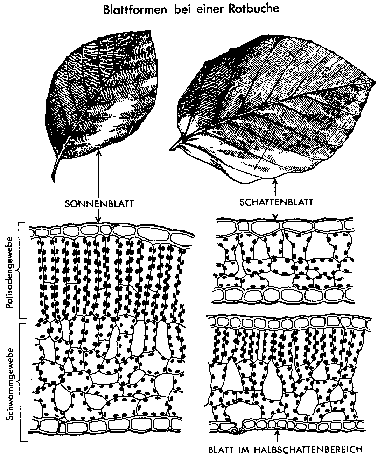 Blattformen bei einer Rotbuche
SONNENBLATT
SCHATTENBLATT
Palisadengewebe
Schwammgewebe
BLATT IM HALBSCHATTENBEREICH